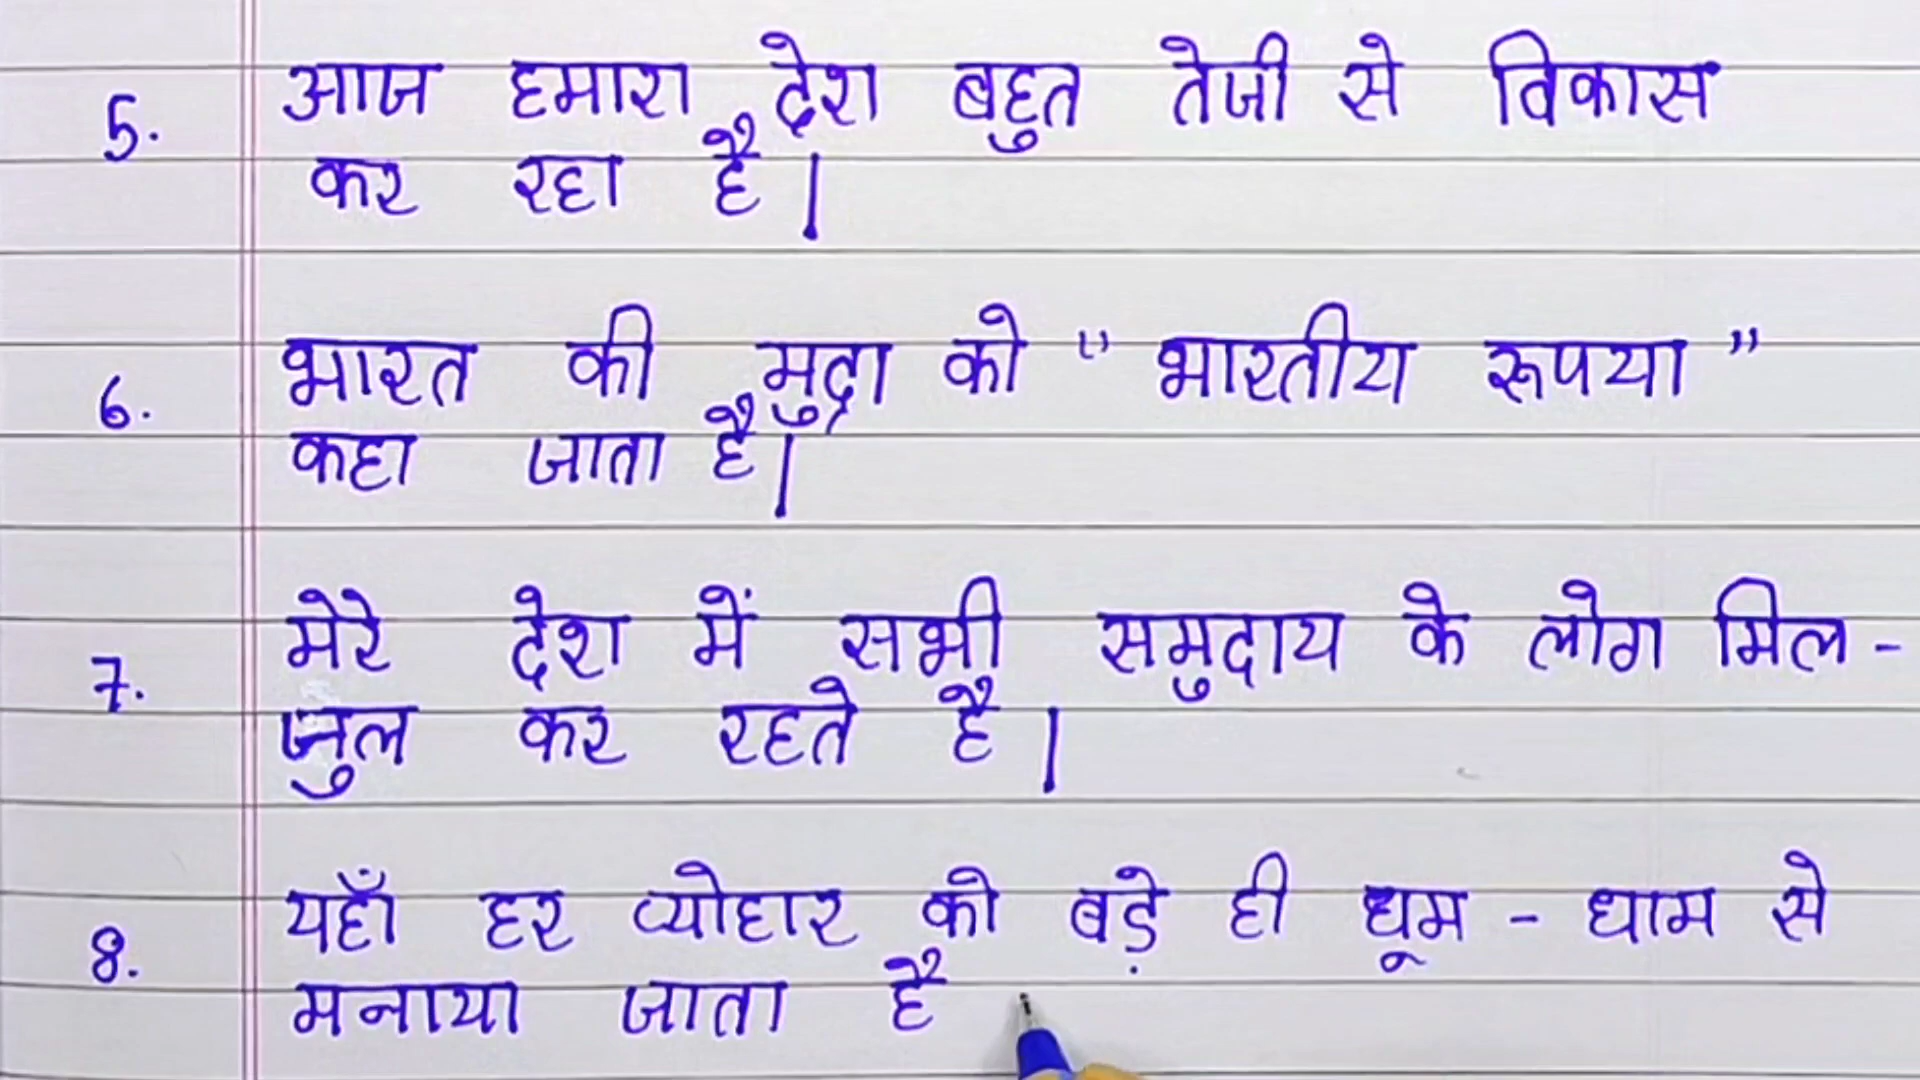 5. आज हमारा देश बहुत तेजी से विकास
कर रहा है।
6. भारत की मुद्रा को "भारतीय रूपया"
कहा जाता है।
7. मेरे देश में सभी समुदाय के लोग मिल-
जुल कर रहते है।
8. यहाँ हर त्योहार को बड़े ही धूम - धाम से
मनाया जाता है